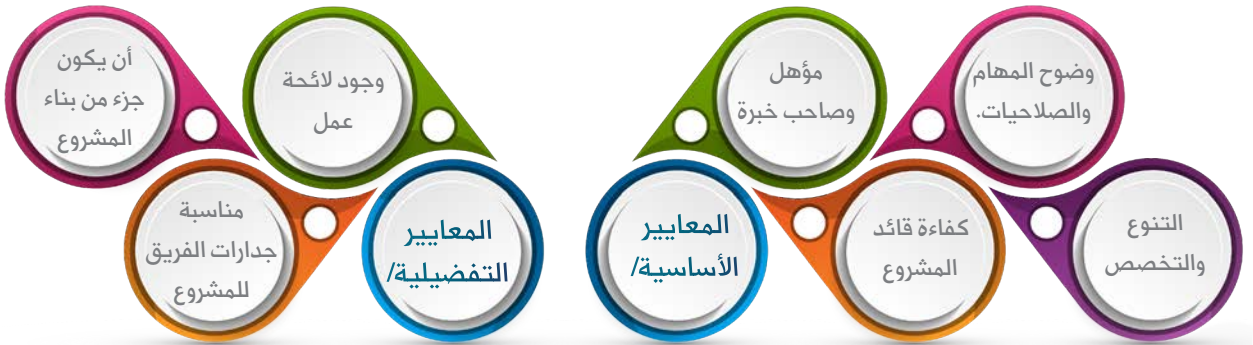 المعايير
الأساسية/
مؤهل
وصاحب خبرة
كفاءة قائد
المشروع
وضوح المهام
والصلاحيات.
التنوع
والتخصص
المعايير
التفضيلية/
وجود لائحة
عمل
مناسبة
جدارات الفريق
للمشروع
أن يكون
جزء من بناء
المشروع